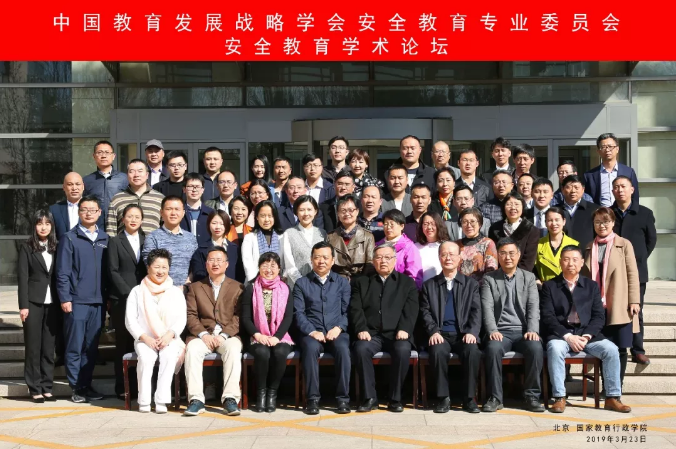 中国教育发展战略学会安全教育专业委员会
安全教育学术论坛
北京 国家教育行政学院
2019年3月23日